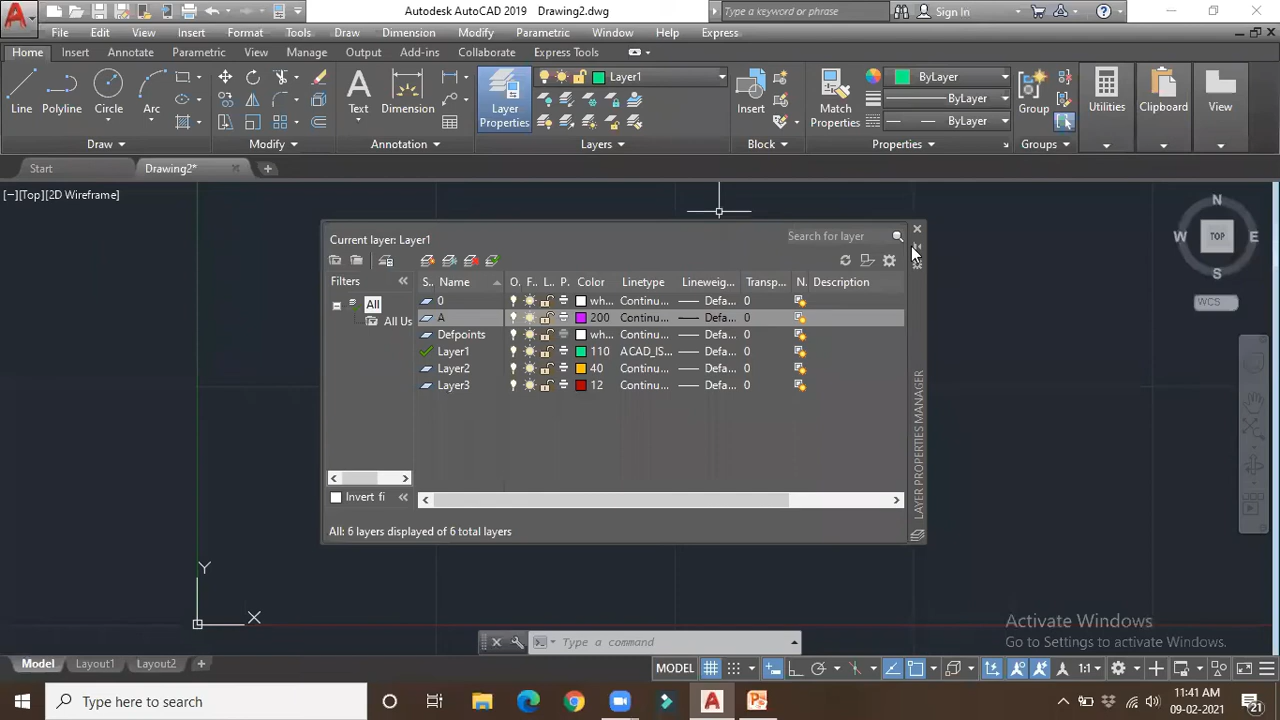 Autodesk AutoCAD 2019 Drawing2.dwg
Type a keyword or phrase
Sign In
File Edit View Insert Format Tools Draw Dimension Modify Parametric Window Help Express
Home Insert Annotate Parametric View Manage Output Add-ins Collaborate Express Tools
Line Polyline Circle Arc
Text Dimension
Layer Properties
Layer1
Insert
Match Properties
ByLayer
ByLayer
ByLayer
Group
Utilities
Clipboard
View
Draw Modify Annotation Layers Block Properties Groups
Start Drawing2*
[−][Top][2D Wireframe]
N
W TOP E
S
WCS
Current layer: Layer1
Search for layer
Filters
All
All Us
S.. Name O. F.. L.. P.. Color Linetype Lineweig... Transp... N. Description
0 wh... Continu... Defa... 0
A 200 Continu... Defa... 0
Defpoints wh... Continu... Defa... 0
Layer1 110 ACAD_IS... Defa... 0
Layer2 40 Continu... Defa... 0
Layer3 12 Continu... Defa... 0
Invert fi
All: 6 layers displayed of 6 total layers
LAYER PROPERTIES MANAGER
Y
X
Type a command
Activate Windows
Go to Settings to activate Windows.
Model Layout1 Layout2
MODEL
1:1
Type here to search
11:41 AM
09-02-2021
21